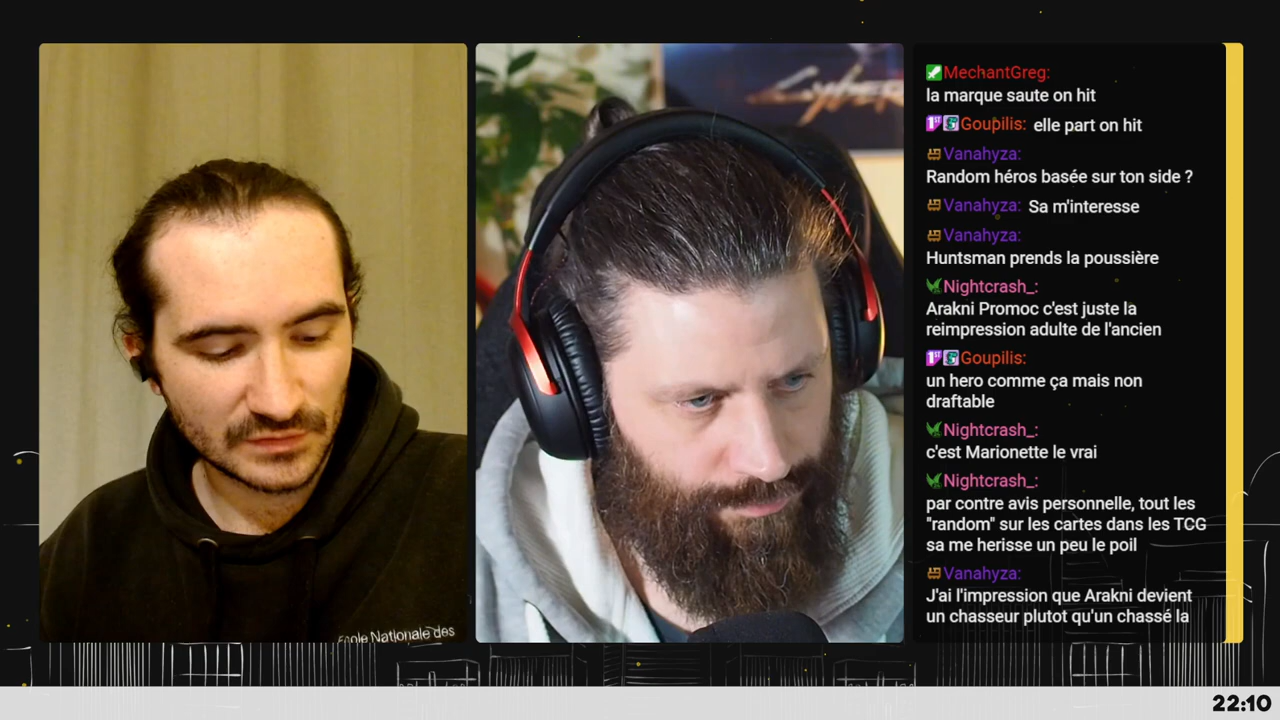 MechantGreg:
la marque saute on hit
Goupilis: elle part on hit
Vanahyza:
Random héros basée sur ton side ?
Vanahyza: Sa m'interesse
Vanahyza:
Huntsman prends la poussière
Nightcrash_:
Arakni Promoc c'est juste la
reimpression adulte de l'ancien
Goupilis:
un hero comme ça mais non
draftable
Nightcrash_:
c'est Marionette le vrai
Nightcrash_:
par contre avis personnelle, tout les
"random" sur les cartes dans les TCG
sa me herisse un peu le poil
Vanahyza:
J'ai l'impression que Arakni devient
un chasseur plutot qu'un chassé la
Nationale des
22:10